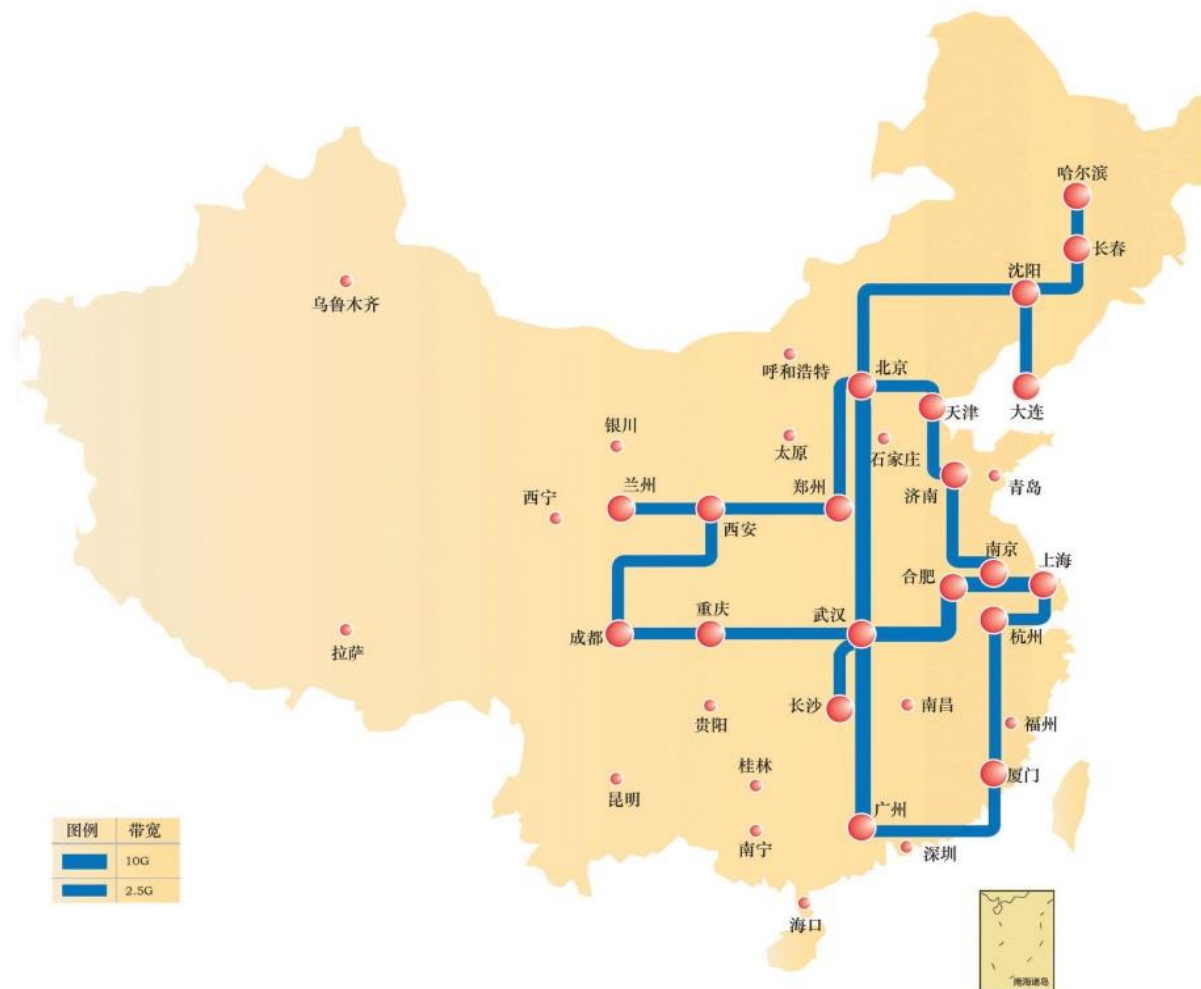 哈尔滨
长春
沈阳
乌鲁木齐
呼和浩特
北京
天津
大连
银川
太原
石家庄
西宁
兰州
郑州
济南
青岛
西安
南京
上海
合肥
重庆
武汉
成都
杭州
拉萨
长沙
南昌
贵阳
福州
桂林
厦门
昆明
广州
南宁
深圳
海口
图例 带宽
10G
2.5G
南海诸岛